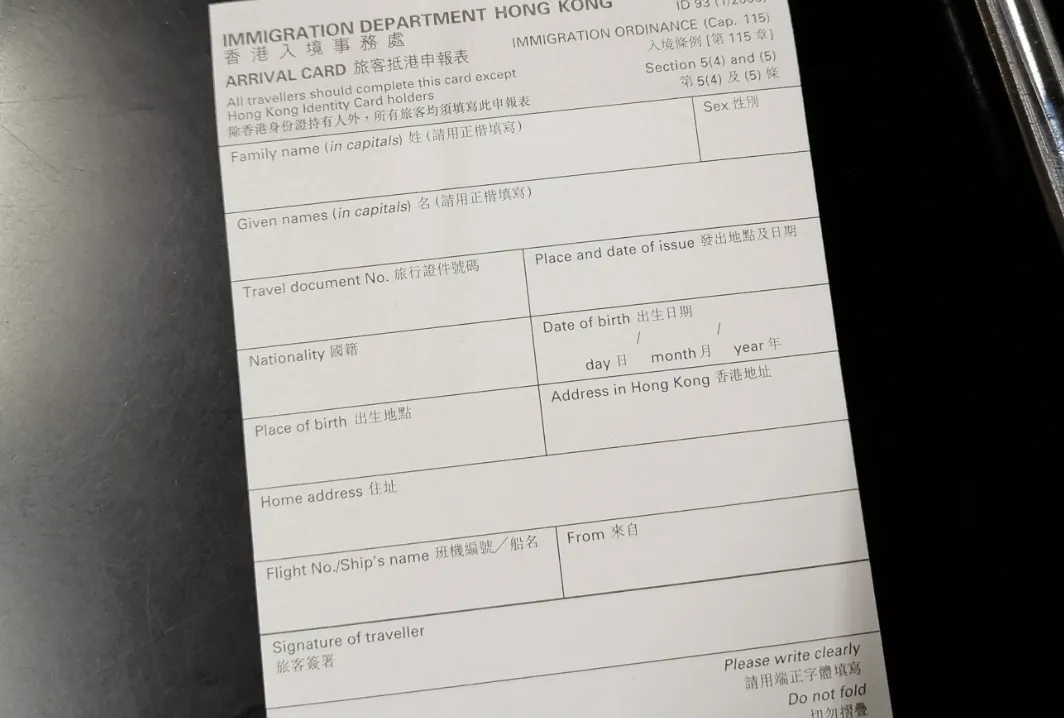 IMMIGRATION DEPARTMENT HONG KONG
香港入境事務處
ARRIVAL CARD 旅客抵港申報表
All travellers should complete this card except
Hong Kong Identity Card holders
除香港身份證持有人外，所有旅客均須填寫此申報表
ID 93
IMMIGRATION ORDINANCE (Cap. 115)
入境條例 [第 115 章]
Section 5(4) and (5)
第 5(4) 及 (5) 條
Family name (in capitals) 姓 (請用正楷填寫)
Sex 性別
Given names (in capitals) 名 (請用正楷填寫)
Travel document No. 旅行證件號碼
Place and date of issue 發出地點及日期
Nationality 國籍
Date of birth 出生日期
/ /
day 日 month 月 year 年
Place of birth 出生地點
Address in Hong Kong 香港地址
Home address 住址
Flight No./Ship's name 班機編號／船名
From 來自
Signature of traveller
旅客簽署
Please write clearly
請用端正字體填寫
Do not fold
切勿摺疊